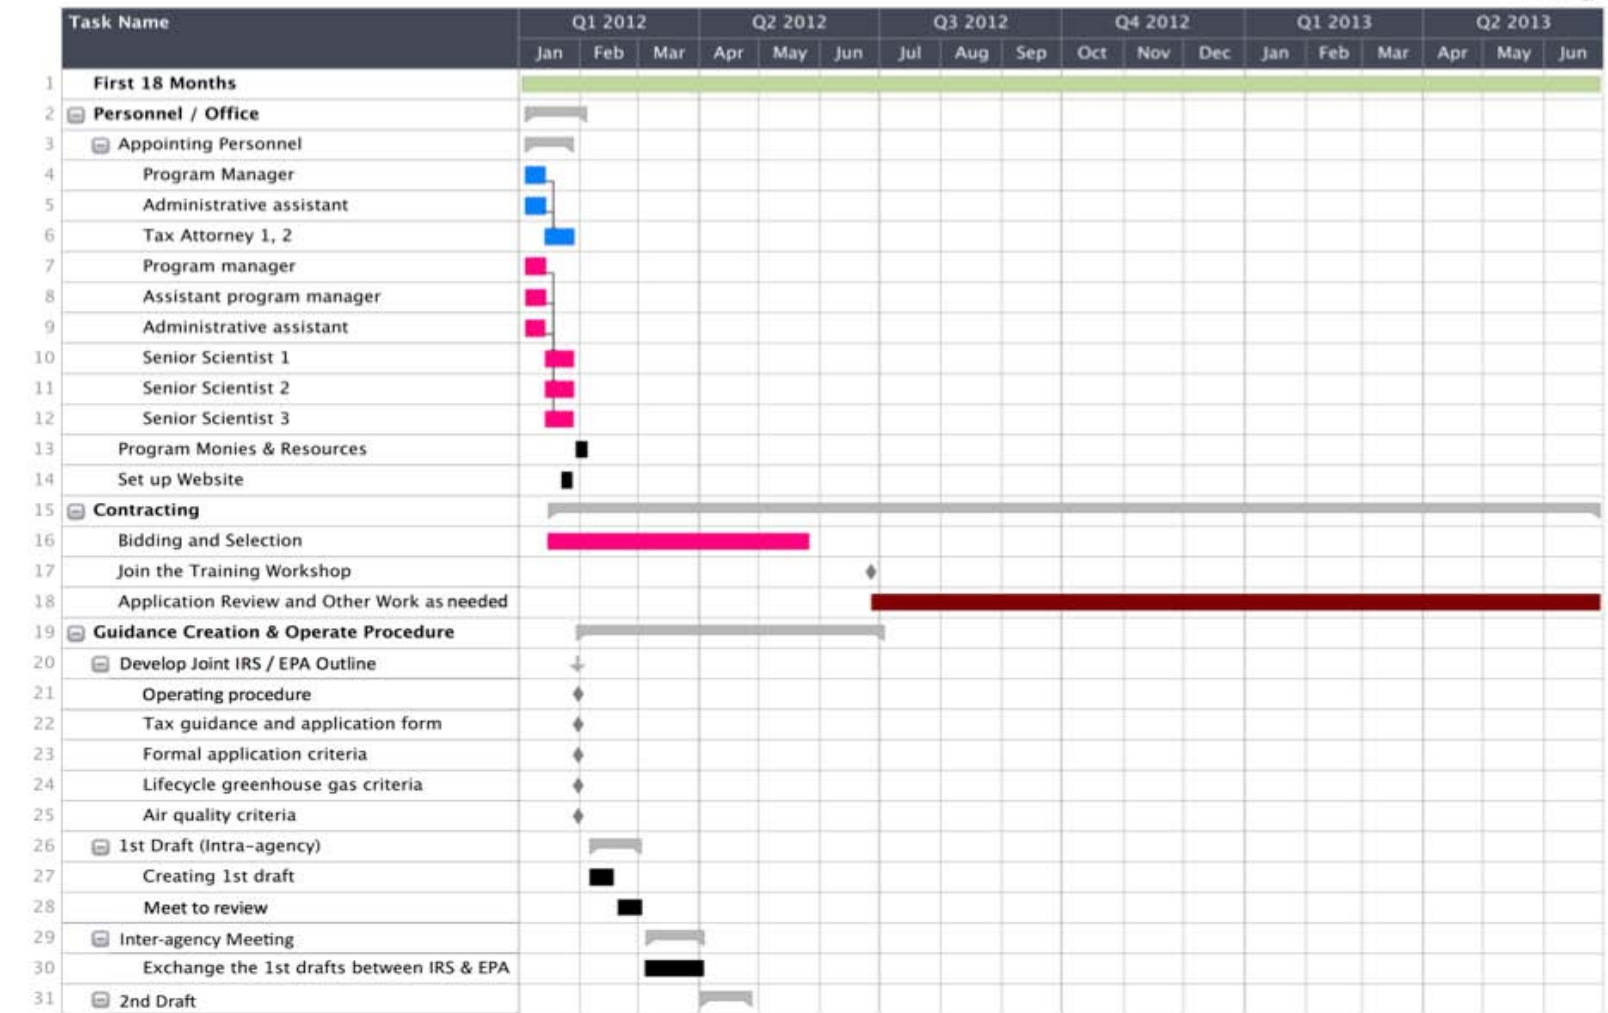 Task Name
Q1 2012 Q2 2012 Q3 2012 Q4 2012 Q1 2013 Q2 2013
Jan Feb Mar Apr May Jun Jul Aug Sep Oct Nov Dec Jan Feb Mar Apr May Jun
1 First 18 Months
2 Personnel / Office
3 Appointing Personnel
4 Program Manager
5 Administrative assistant
6 Tax Attorney 1, 2
7 Program manager
8 Assistant program manager
9 Administrative assistant
10 Senior Scientist 1
11 Senior Scientist 2
12 Senior Scientist 3
13 Program Monies & Resources
14 Set up Website
15 Contracting
16 Bidding and Selection
17 Join the Training Workshop
18 Application Review and Other Work as needed
19 Guidance Creation & Operate Procedure
20 Develop Joint IRS / EPA Outline
21 Operating procedure
22 Tax guidance and application form
23 Formal application criteria
24 Lifecycle greenhouse gas criteria
25 Air quality criteria
26 1st Draft (Intra-agency)
27 Creating 1st draft
28 Meet to review
29 Inter-agency Meeting
30 Exchange the 1st drafts between IRS & EPA
31 2nd Draft